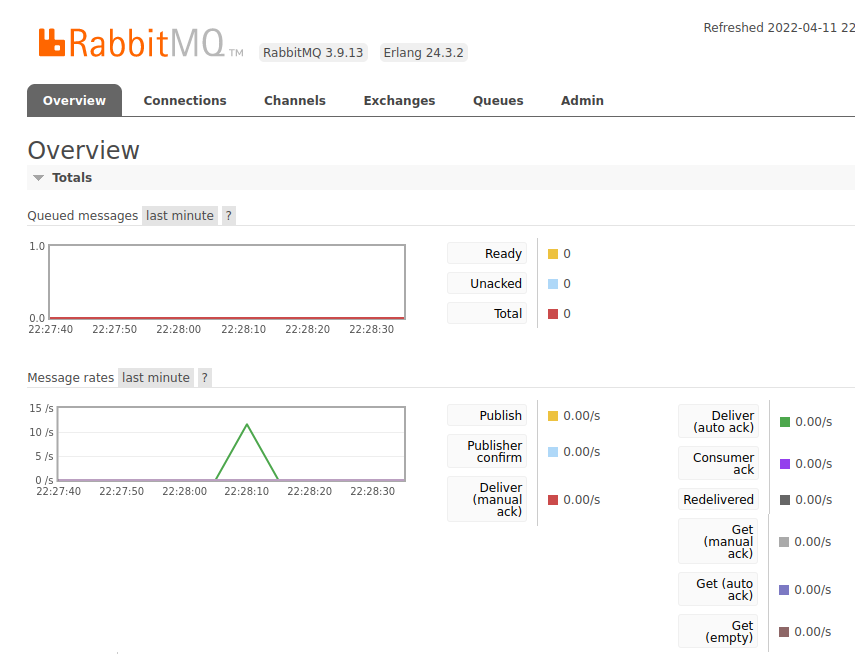 Refreshed 2022-04-11 22
RabbitMQ TM RabbitMQ 3.9.13 Erlang 24.3.2
Overview Connections Channels Exchanges Queues Admin
Overview
Totals
Queued messages last minute ?
1.0
0.0
22:27:40 22:27:50 22:28:00 22:28:10 22:28:20 22:28:30
Ready 0
Unacked 0
Total 0
Message rates last minute ?
15 /s
10 /s
5 /s
0 /s
22:27:40 22:27:50 22:28:00 22:28:10 22:28:20 22:28:30
Publish 0.00/s
Publisher
confirm 0.00/s
Deliver
(manual
ack) 0.00/s
Deliver
(auto ack) 0.00/s
Consumer
ack 0.00/s
Redelivered 0.00/s
Get
(manual
ack) 0.00/s
Get (auto
ack) 0.00/s
Get
(empty) 0.00/s